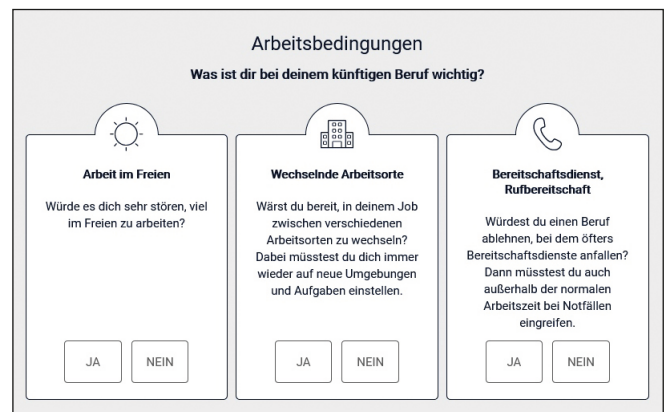 Arbeitsbedingungen
Was ist dir bei deinem künftigen Beruf wichtig?
Arbeit im Freien
Würde es dich sehr stören, viel
im Freien zu arbeiten?
JA
NEIN
Wechselnde Arbeitsorte
Wärst du bereit, in deinem Job
zwischen verschiedenen
Arbeitsorten zu wechseln?
Dabei müsstest du dich immer
wieder auf neue Umgebungen
und Aufgaben einstellen.
JA
NEIN
Bereitschaftsdienst,
Rufbereitschaft
Würdest du einen Beruf
ablehnen, bei dem öfters
Bereitschaftsdienste anfallen?
Dann müsstest du auch
außerhalb der normalen
Arbeitszeit bei Notfällen
eingreifen.
JA
NEIN